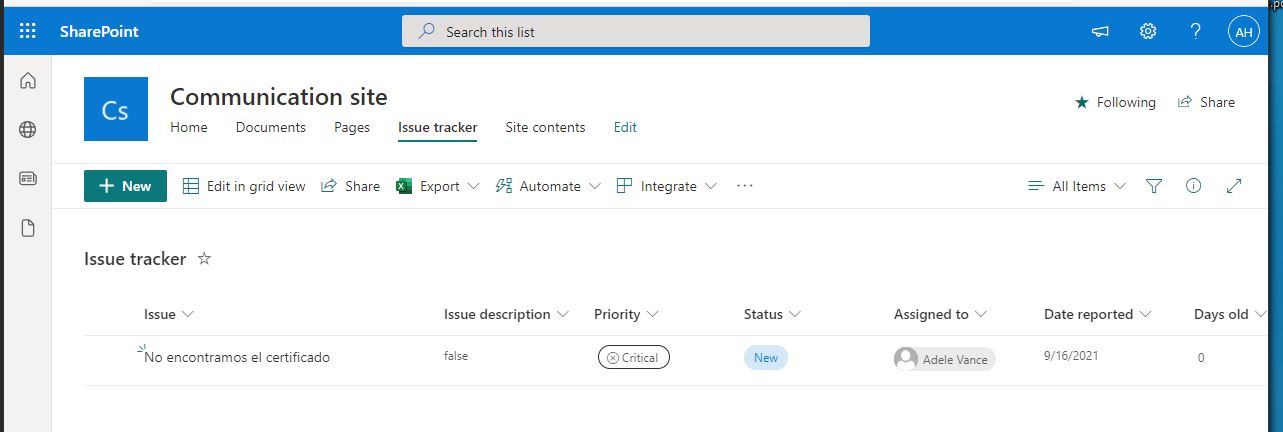 SharePoint Search this list ? AH
Cs Communication site
Following Share
Home Documents Pages Issue tracker Site contents Edit
+ New Edit in grid view Share Export Automate Integrate ... All Items
Issue tracker
Issue Issue description Priority Status Assigned to Date reported Days old
No encontramos el certificado false Critical New Adele Vance 9/16/2021 0